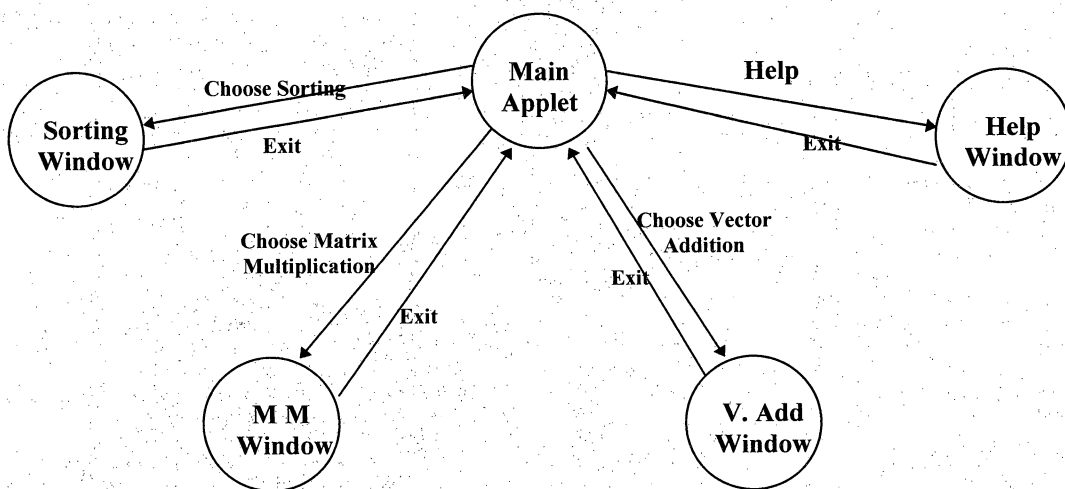 Main
Applet
Help
Choose Sorting
Sorting
Window
Exit
Help
Window
Exit
Choose Matrix
Multiplication
Choose Vector
Addition
Exit
Exit
M M
Window
V. Add
Window